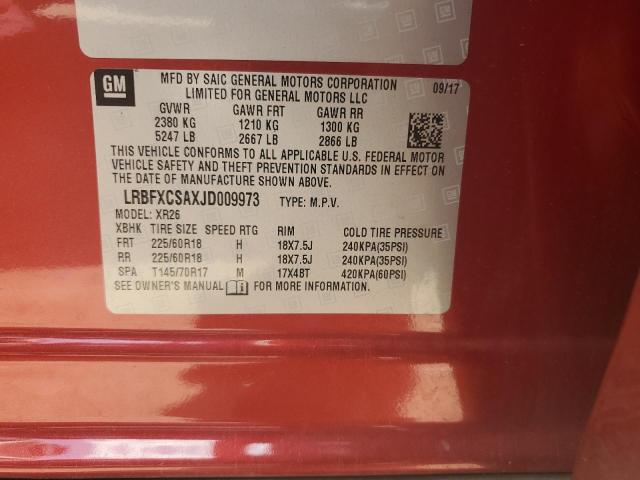 GM
MFD BY SAIC GENERAL MOTORS CORPORATION
LIMITED FOR GENERAL MOTORS LLC
09/17
GVWR GAWR FRT GAWR RR
2380 KG 1210 KG 1300 KG
5247 LB 2667 LB 2866 LB
THIS VEHICLE CONFORMS TO ALL APPLICABLE U.S. FEDERAL MOTOR
VEHICLE SAFETY AND THEFT PREVENTION STANDARDS IN EFFECT ON
THE DATE OF MANUFACTURE SHOWN ABOVE.
LRBFXCSAXJD009973 TYPE: M.P.V.
MODEL: XR26
XBHK TIRE SIZE SPEED RTG RIM COLD TIRE PRESSURE
FRT 225/60R18 H 18X7.5J 240KPA(35PSI)
RR 225/60R18 H 18X7.5J 240KPA(35PSI)
SPA T145/70R17 M 17X4BT 420KPA(60PSI)
SEE OWNER'S MANUAL FOR MORE INFORMATION.